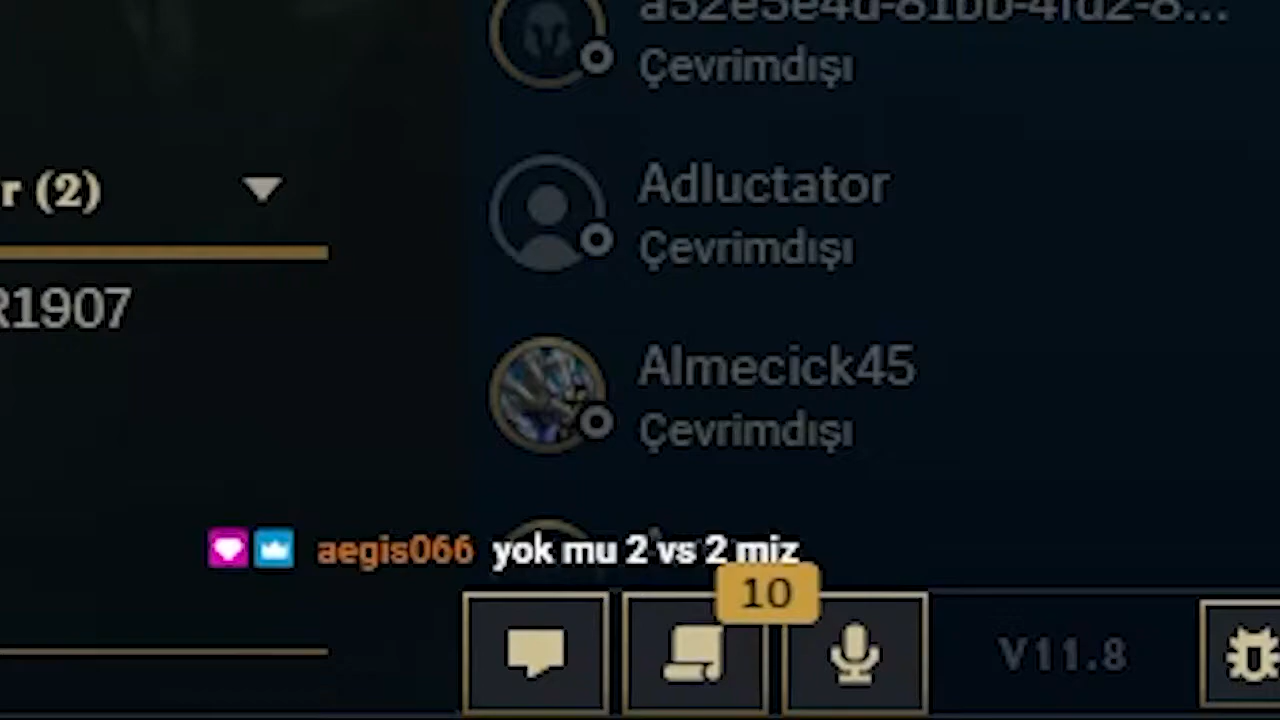 Çevrimdışı
r (2)
Adluctator
Çevrimdışı
R1907
Almecick45
Çevrimdışı
aegis066 yok mu 2 vs 2 miz
10
V11.8